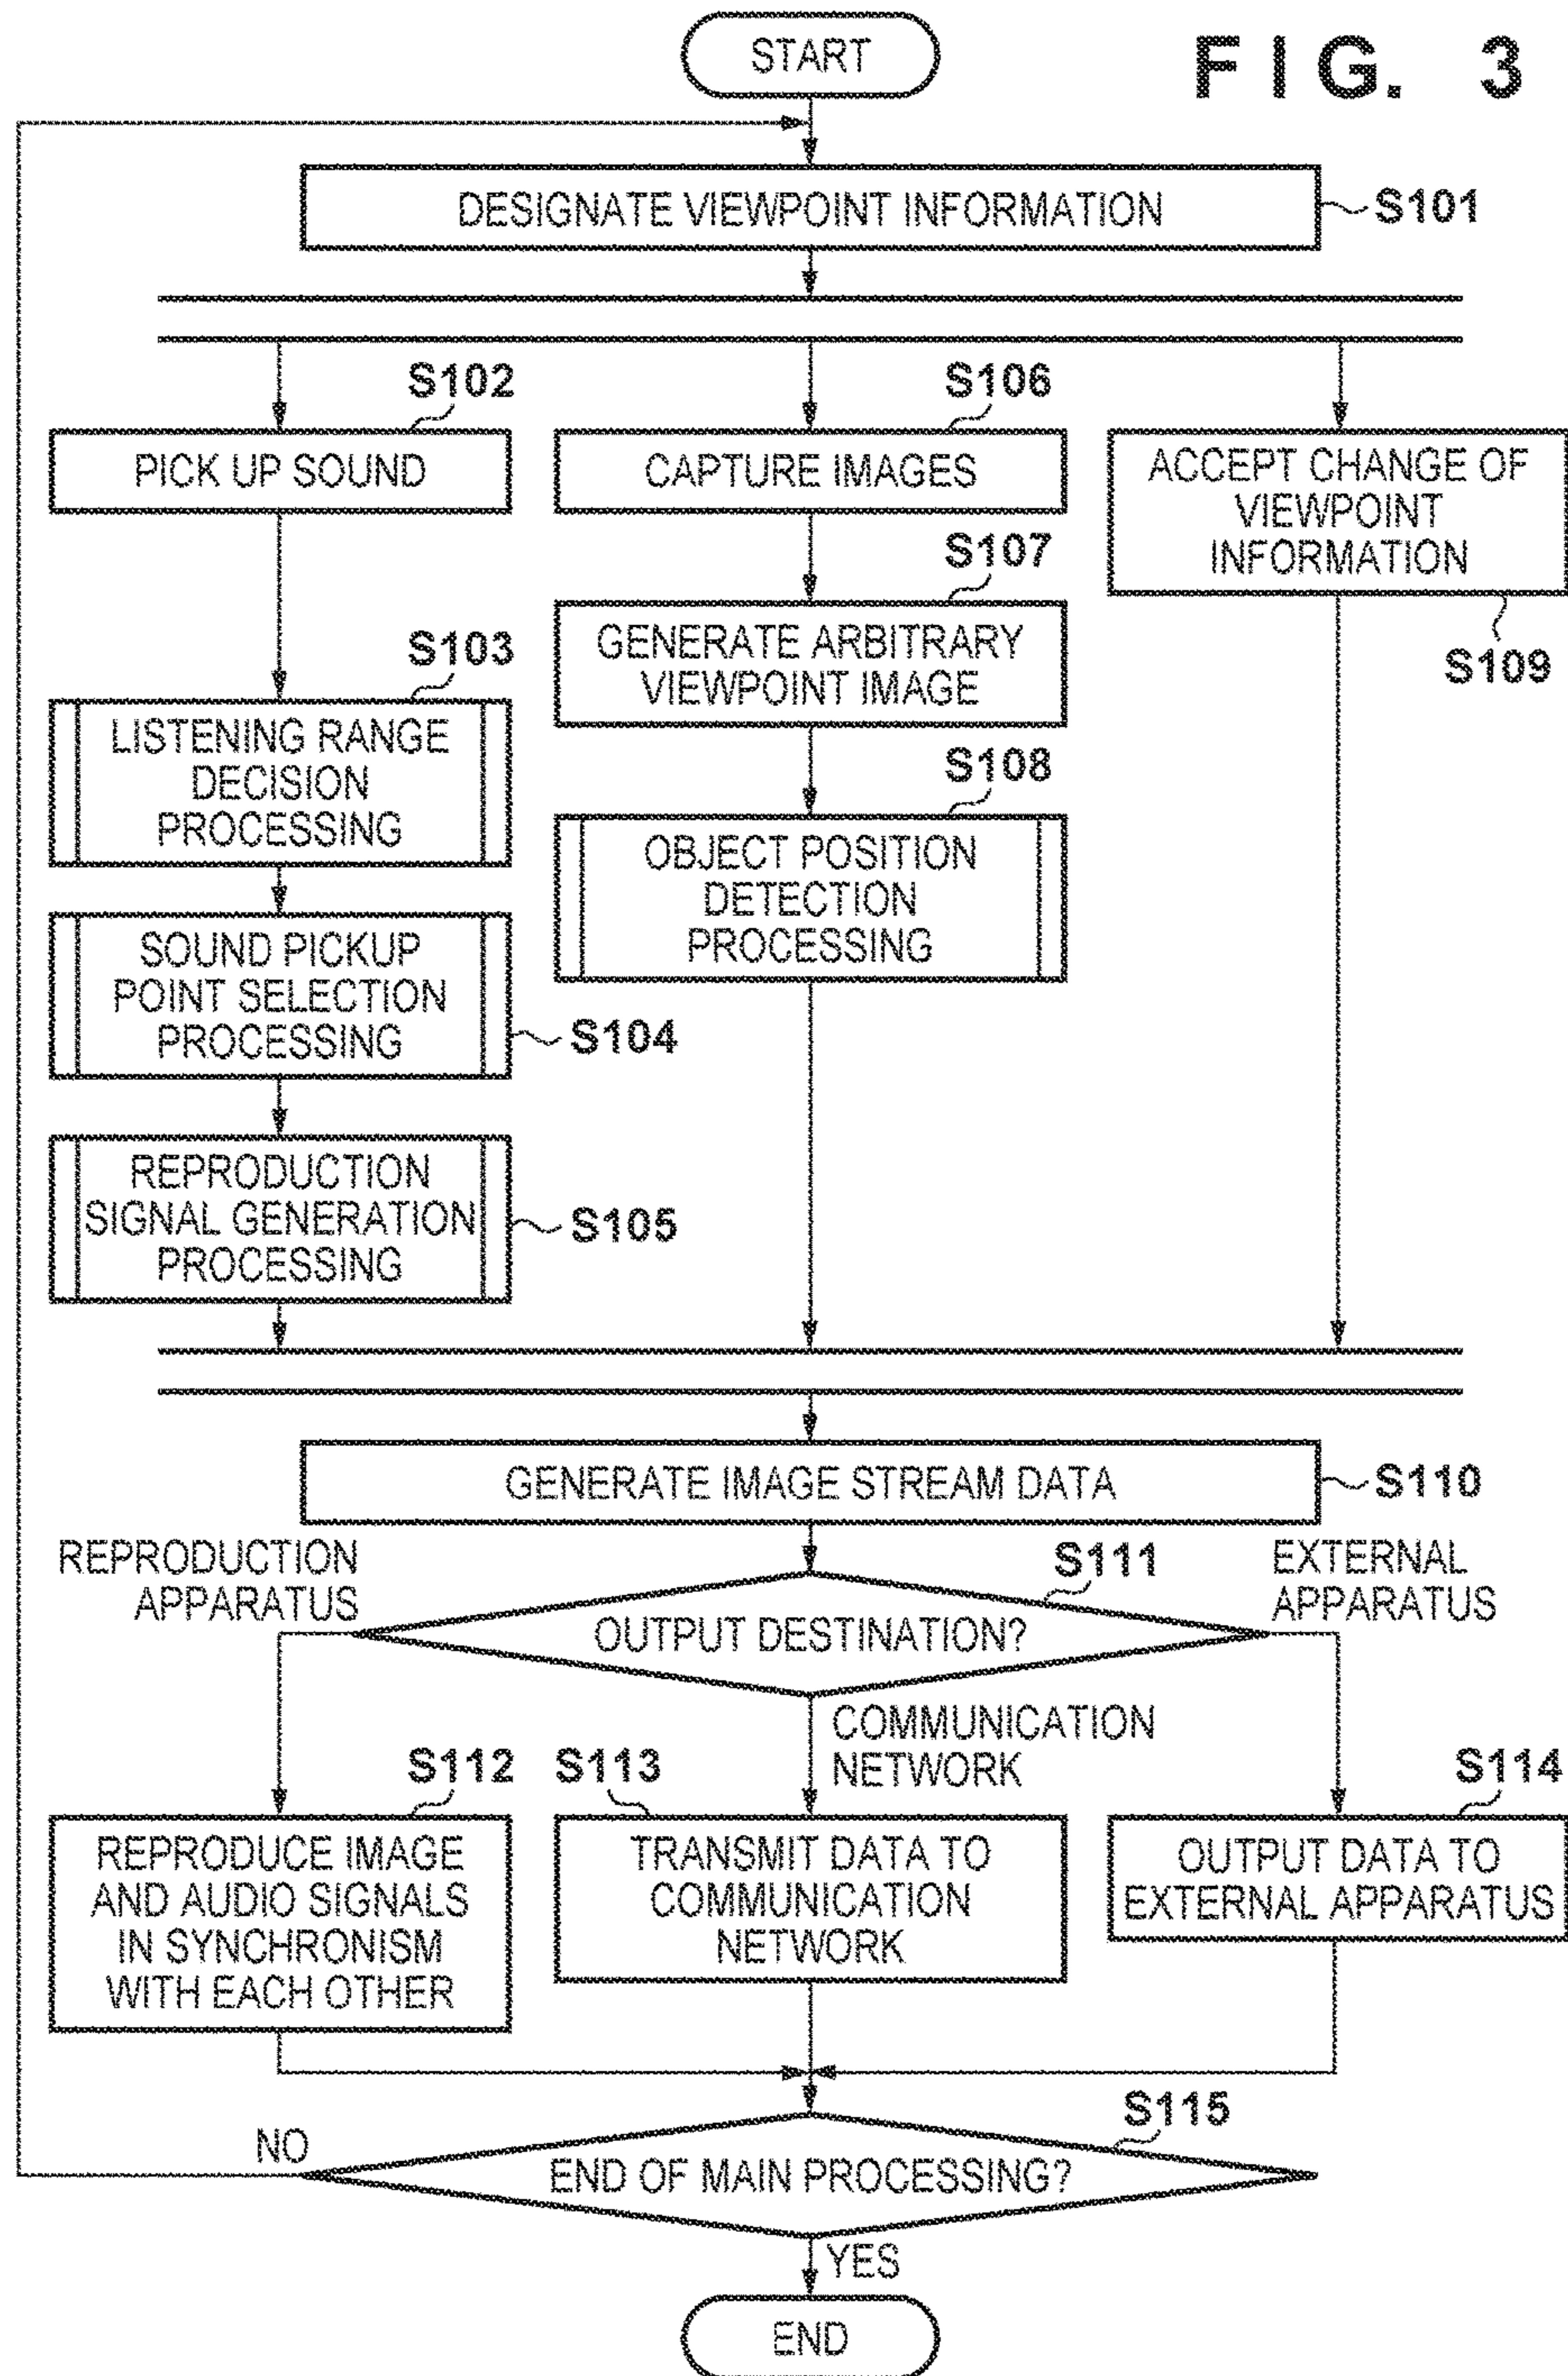 START
FIG. 3
DESIGNATE VIEWPOINT INFORMATION
S101
S102
PICK UP SOUND
S103
LISTENING RANGE
DECISION
PROCESSING
SOUND PICKUP
POINT SELECTION
PROCESSING
S104
REPRODUCTION
SIGNAL GENERATION
PROCESSING
S105
S106
CAPTURE IMAGES
S107
GENERATE ARBITRARY
VIEWPOINT IMAGE
S108
OBJECT POSITION
DETECTION
PROCESSING
ACCEPT CHANGE OF
VIEWPOINT
INFORMATION
S109
GENERATE IMAGE STREAM DATA
S110
REPRODUCTION
APPARATUS
S111
OUTPUT DESTINATION?
EXTERNAL
APPARATUS
COMMUNICATION
NETWORK
S112
REPRODUCE IMAGE
AND AUDIO SIGNALS
IN SYNCHRONISM
WITH EACH OTHER
S113
TRANSMIT DATA TO
COMMUNICATION
NETWORK
S114
OUTPUT DATA TO
EXTERNAL APPARATUS
S115
NO
END OF MAIN PROCESSING?
YES
END